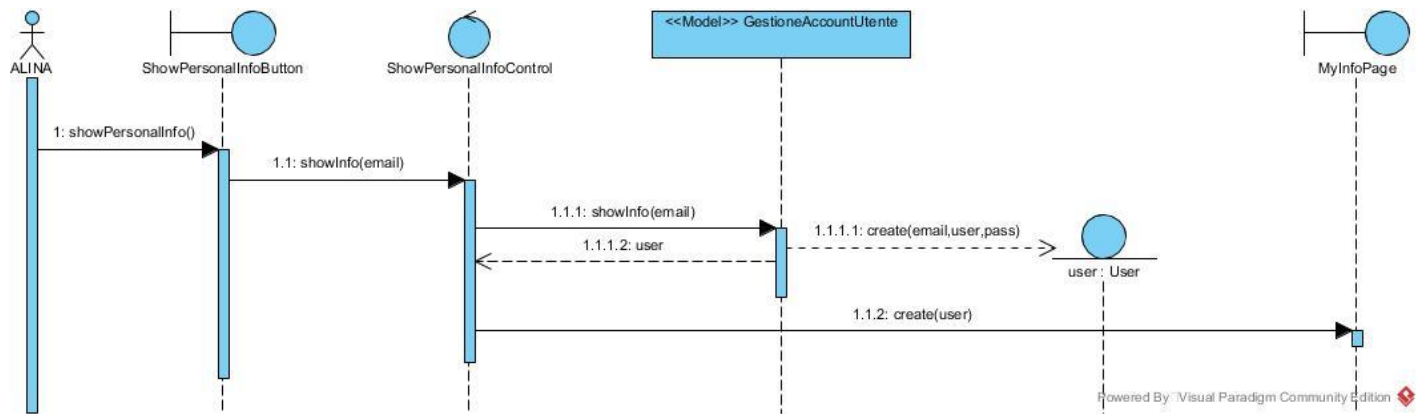 <<Model>> GestioneAccountUtente
ALINA
ShowPersonalInfoButton
ShowPersonalInfoControl
MyInfoPage
1: showPersonalInfo()
1.1: showInfo(email)
1.1.1: showInfo(email)
1.1.1.1: create(email,user,pass)
1.1.1.2: user
user : User
1.1.2: create(user)
Powered By Visual Paradigm Community Edition